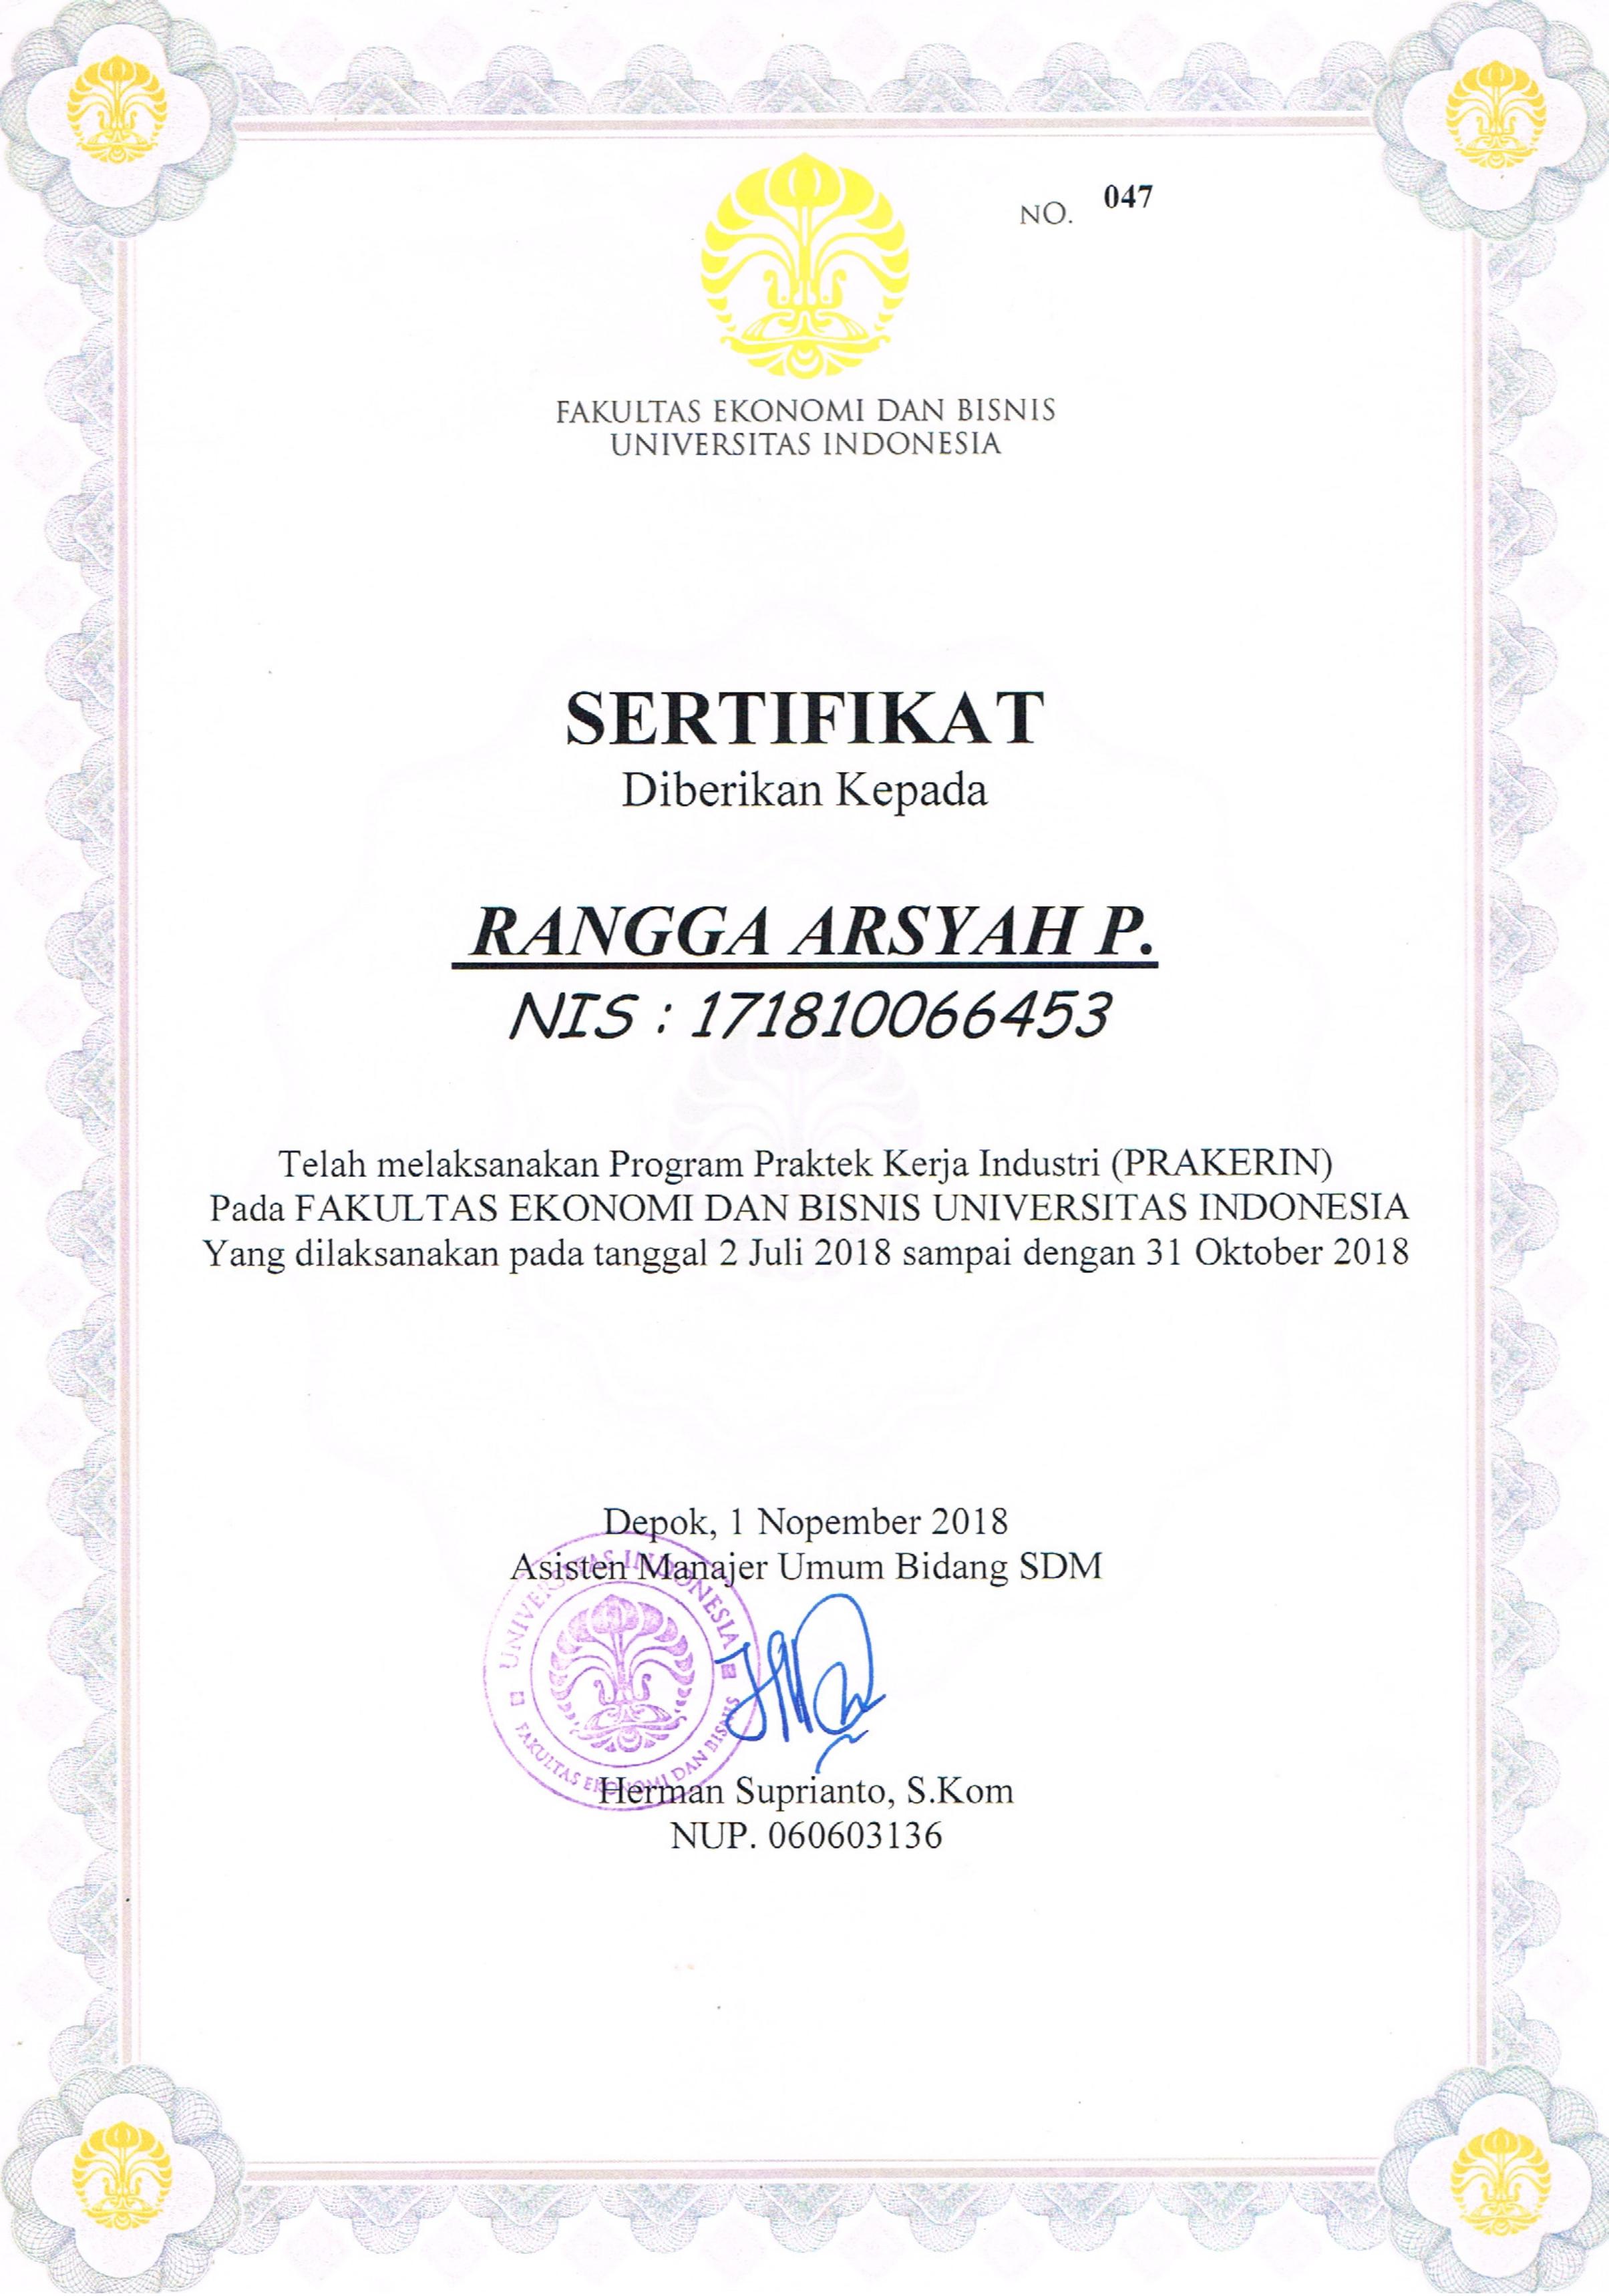 NO. 047
FAKULTAS EKONOMI DAN BISNIS
UNIVERSITAS INDONESIA
SERTIFIKAT
Diberikan Kepada
RANGGA ARSYAH P.
NIS : 171810066453
Telah melaksanakan Program Praktek Kerja Industri (PRAKERIN)
Pada FAKULTAS EKONOMI DAN BISNIS UNIVERSITAS INDONESIA
Yang dilaksanakan pada tanggal 2 Juli 2018 sampai dengan 31 Oktober 2018
Depok, 1 Nopember 2018
Asisten Manajer Umum Bidang SDM
UNIVERSITAS INDONESIA
FAKULTAS EKONOMI DAN BISNIS
Herman Suprianto, S.Kom
NUP. 060603136